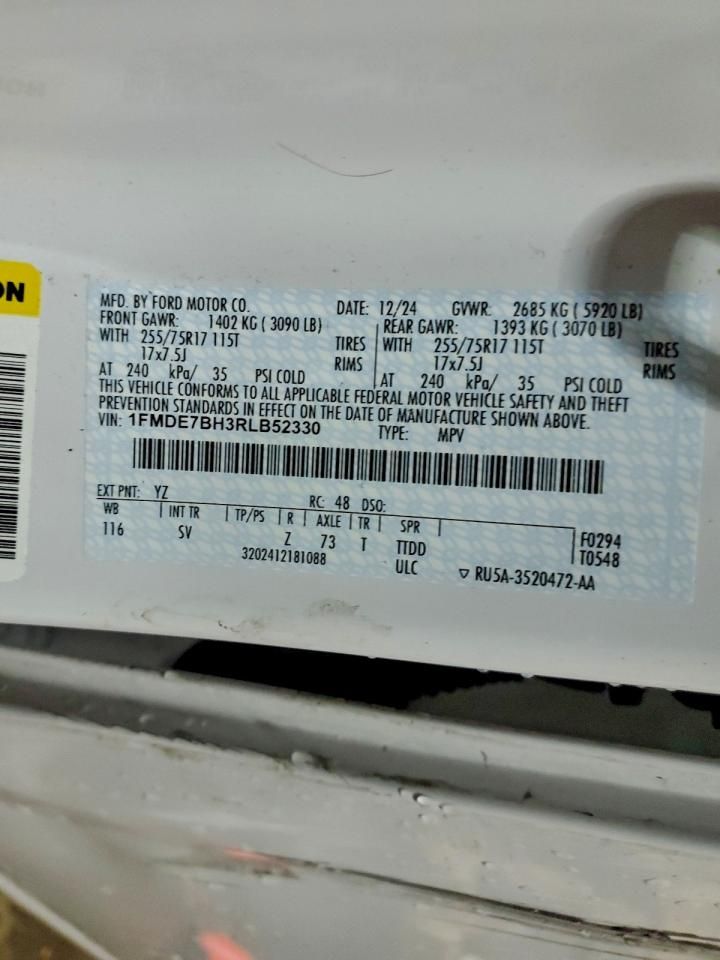 ON
MFD. BY FORD MOTOR CO. DATE: 12/24 GVWR: 2685 KG ( 5920 LB)
FRONT GAWR: 1402 KG ( 3090 LB) REAR GAWR: 1393 KG ( 3070 LB)
WITH 255/75R17 115T TIRES WITH 255/75R17 115T TIRES
17x7.5J RIMS 17x7.5J RIMS
AT 240 kPa/ 35 PSI COLD AT 240 kPa/ 35 PSI COLD
THIS VEHICLE CONFORMS TO ALL APPLICABLE FEDERAL MOTOR VEHICLE SAFETY AND THEFT
PREVENTION STANDARDS IN EFFECT ON THE DATE OF MANUFACTURE SHOWN ABOVE.
VIN: 1FMDE7BH3RLB52330 TYPE: MPV
EXT PNT: YZ RC: 48 DSO:
WB INT TR TP/PS R AXLE TR SPR F0294
116 SV Z 73 T TTDD T0548
3202412181088 ULC RU5A-3520472-AA